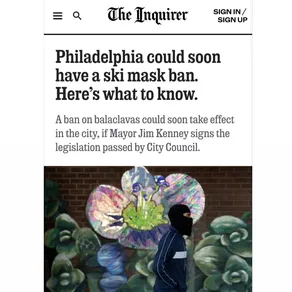 The Inquirer
SIGN IN /
SIGN UP
Philadelphia could soon
have a ski mask ban.
Here's what to know.
A ban on balaclavas could soon take effect
in the city, if Mayor Jim Kenney signs the
legislation passed by City Council.